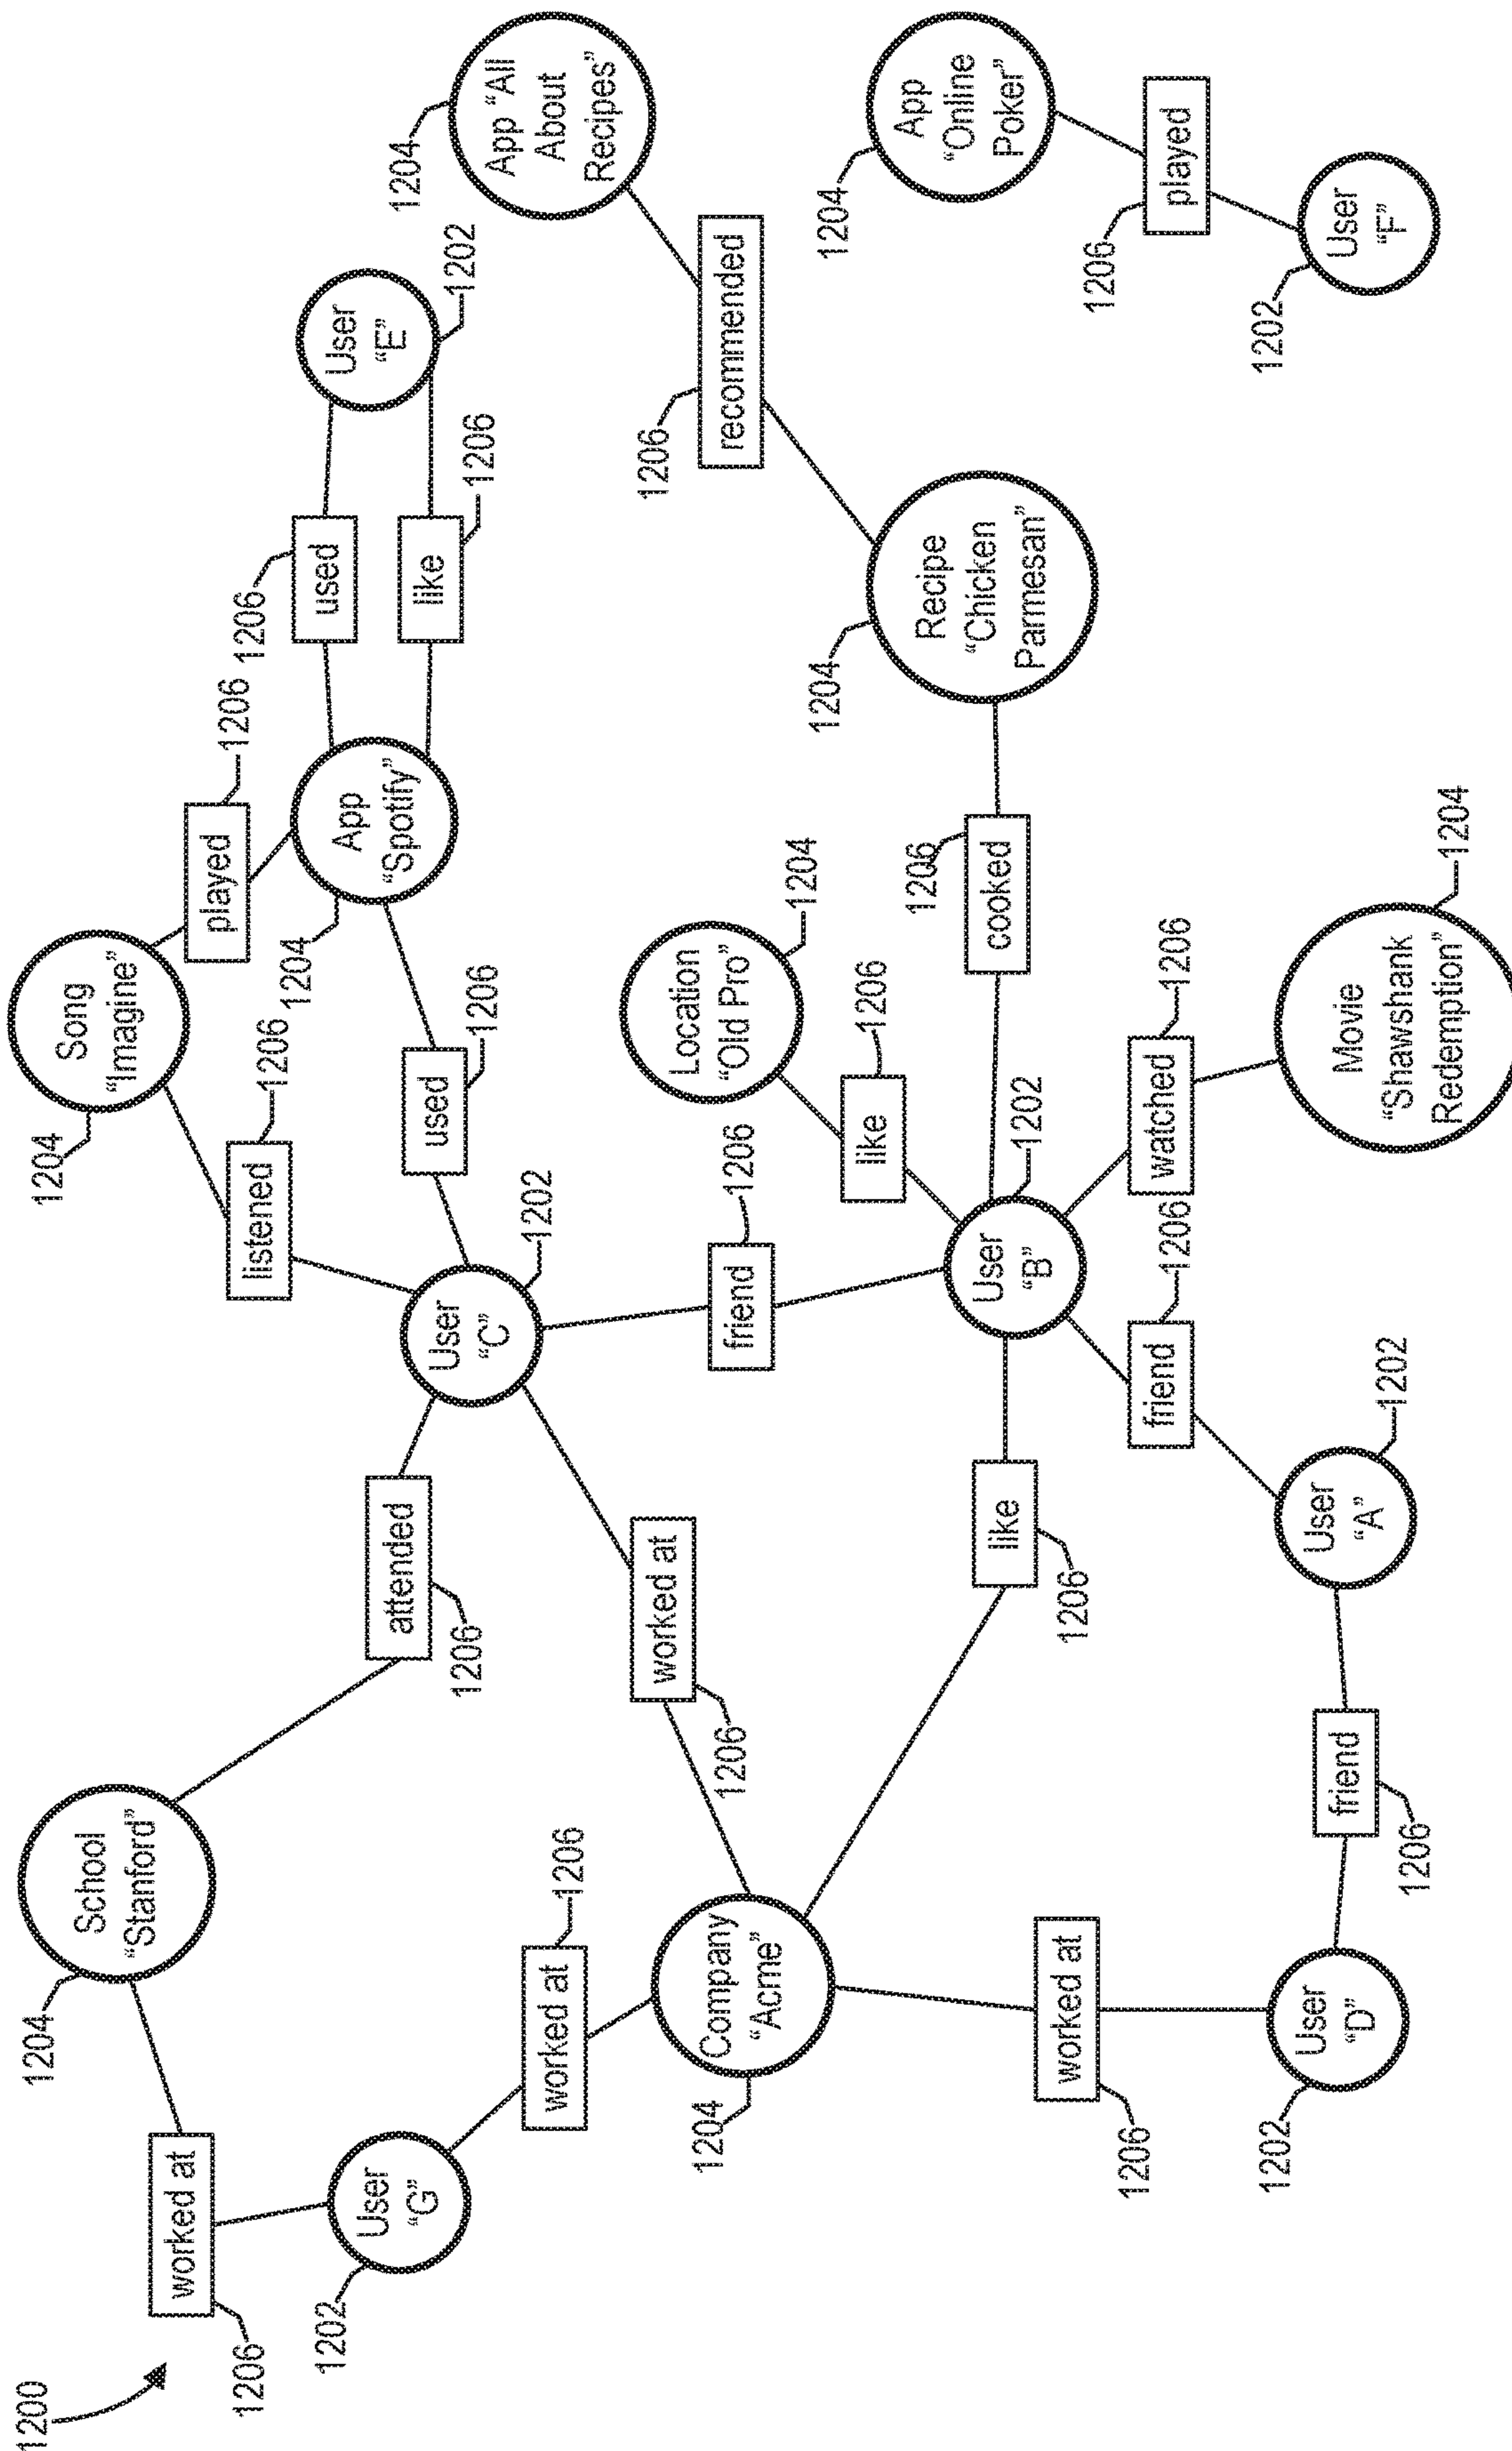 1200
1206
worked at
1204
School
“Stanford”
1202
User
“G”
worked at
1206
1204
Company
“Acme”
1206
worked at
1202
User
“D”
attended
1206
worked at
1206
like
1206
friend
1206
User
“A”
1202
User
“C”
1202
friend
1206
User
“B”
1202
friend
1206
1204
Song
“Imagine”
listened
1206
used
1206
played
1206
1204
App
“Spotify”
Location
“Old Pro”
1204
like
1206
1206
cooked
watched
1206
Movie
“Shawshank
Redemption”
1204
1206
used
like
1206
User
“E”
1202
1204
Recipe
“Chicken
Parmesan”
1206
recommended
1204
App “All
About
Recipes”
1204
App
“Online
Poker”
1206
played
1202
User
“F”